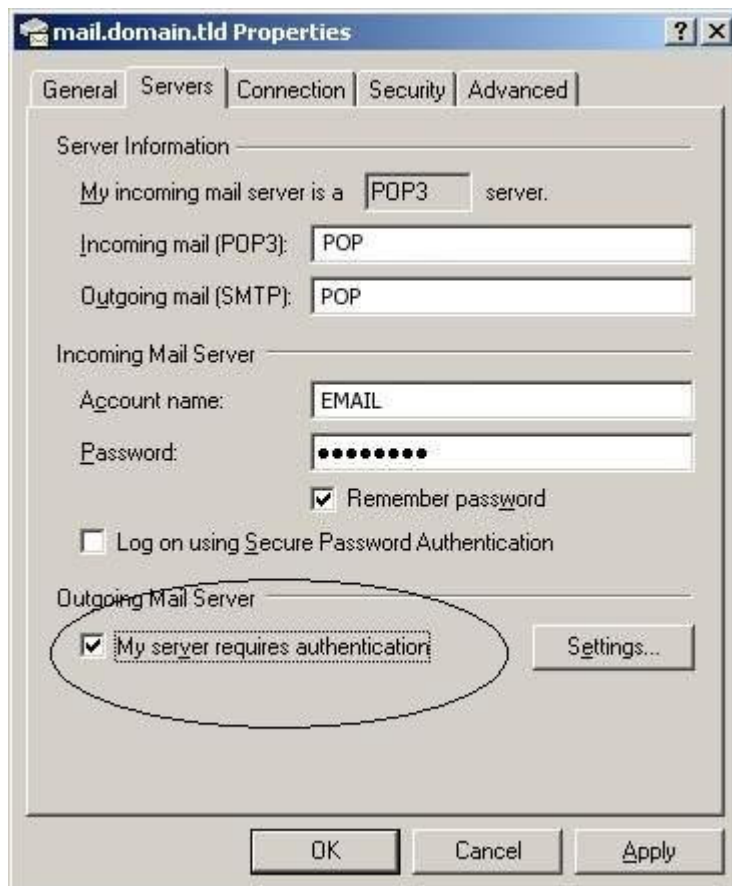 mail.domain.tld Properties
General Servers Connection Security Advanced
Server Information
My incoming mail server is a POP3 server.
Incoming mail (POP3): POP
Outgoing mail (SMTP): POP
Incoming Mail Server
Account name: EMAIL
Password: ●●●●●●●●
Remember password
Log on using Secure Password Authentication
Outgoing Mail Server
My server requires authentication Settings...
OK Cancel Apply